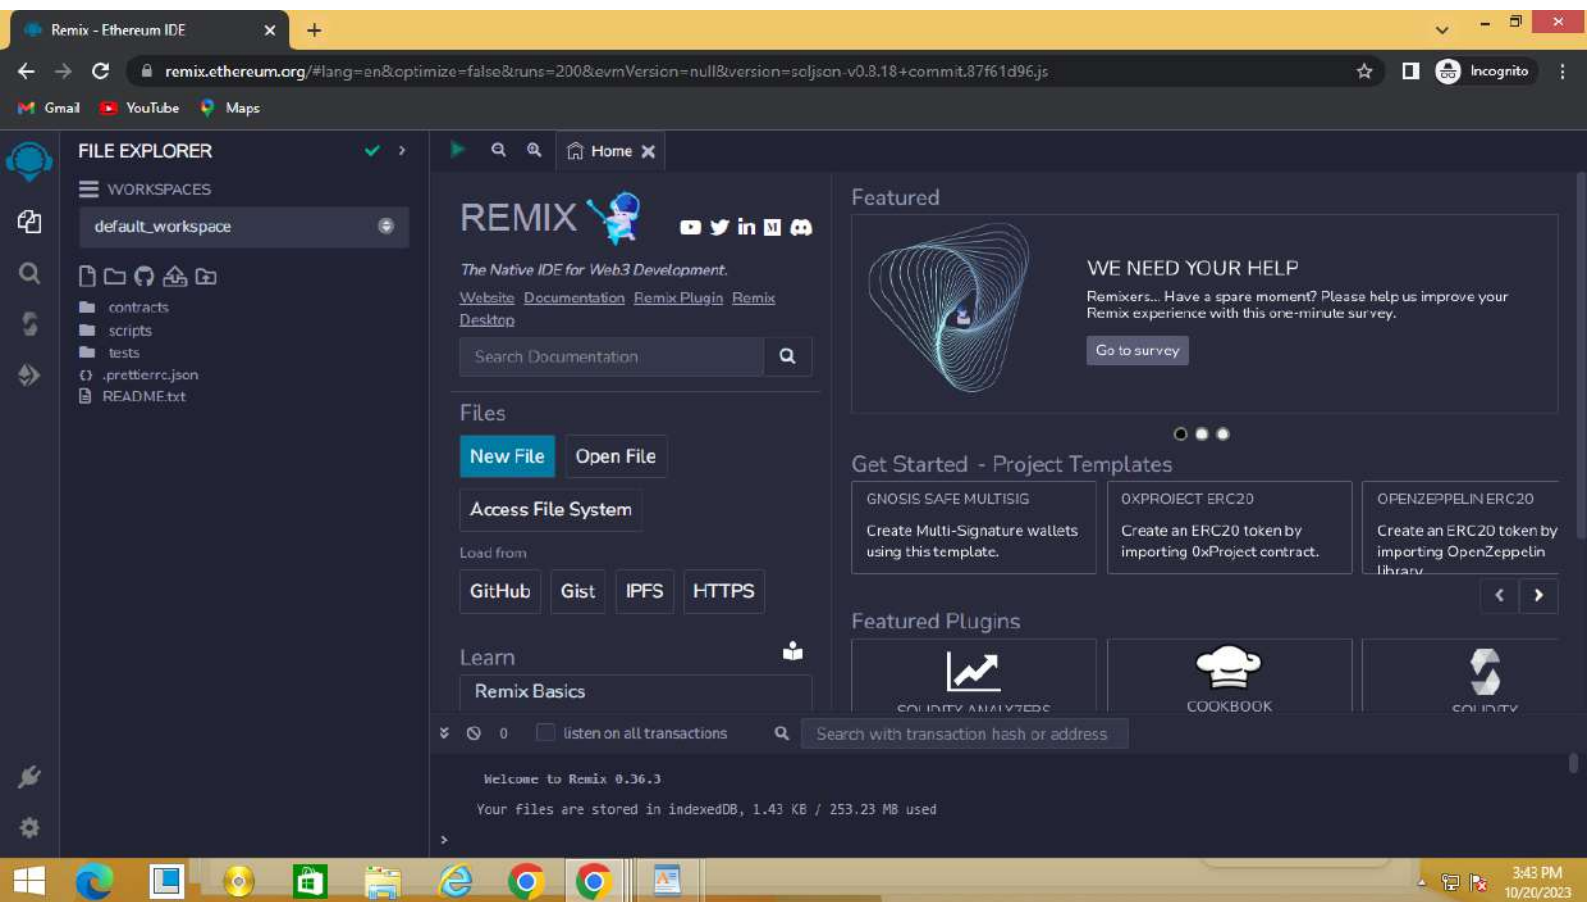 Remix - Ethereum IDE
remix.ethereum.org/#lang=en&optimize=false&runs=200&evmVersion=null&version=soljson-v0.8.18+commit.87f61d96.js
Incognito
Gmail YouTube Maps
FILE EXPLORER
WORKSPACES
default_workspace
contracts
scripts
tests
.prettierrc.json
README.txt
Home
REMIX
The Native IDE for Web3 Development.
Website Documentation Remix Plugin Remix
Desktop
Search Documentation
Files
New File Open File
Access File System
Load from
GitHub Gist IPFS HTTPS
Learn
Remix Basics
Featured
WE NEED YOUR HELP
Remixers... Have a spare moment? Please help us improve your
Remix experience with this one-minute survey.
Go to survey
Get Started - Project Templates
GNOSIS SAFE MULTISIG
Create Multi-Signature wallets
using this template.
0XPROJECT ERC20
Create an ERC20 token by
importing 0xProject contract.
OPENZEPPELIN ERC20
Create an ERC20 token by
importing OpenZeppelin
library
Featured Plugins
SOLIDITY ANALYZERS
COOKBOOK
SOLIDITY
0 listen on all transactions Search with transaction hash or address
Welcome to Remix 0.36.3
Your files are stored in indexedDB, 1.43 KB / 253.23 MB used
>
3:43 PM
10/20/2023